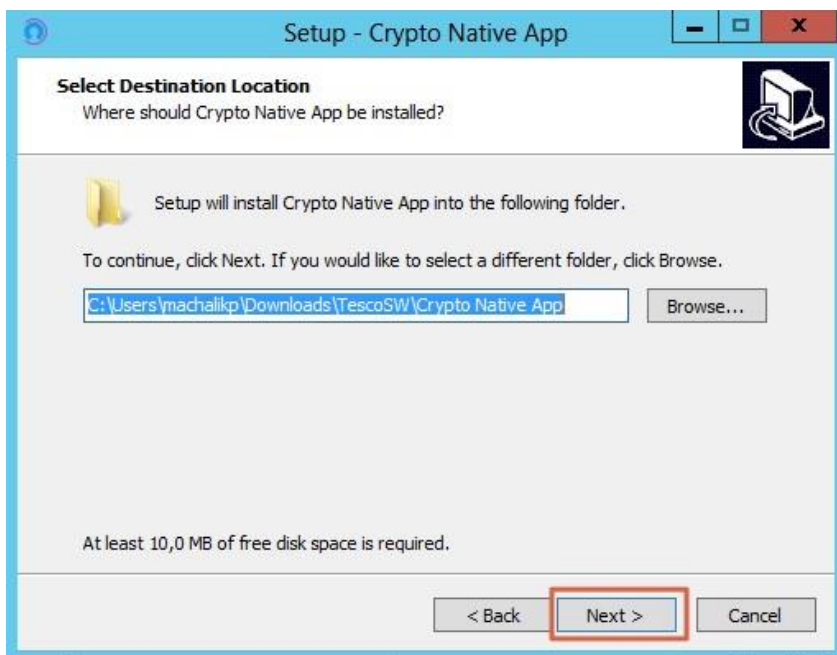 Setup - Crypto Native App
Select Destination Location
Where should Crypto Native App be installed?
Setup will install Crypto Native App into the following folder.
To continue, click Next. If you would like to select a different folder, click Browse.
C:\Users\machalikp\Downloads\TescoSW\Crypto Native App
Browse...
At least 10,0 MB of free disk space is required.
< Back
Next >
Cancel